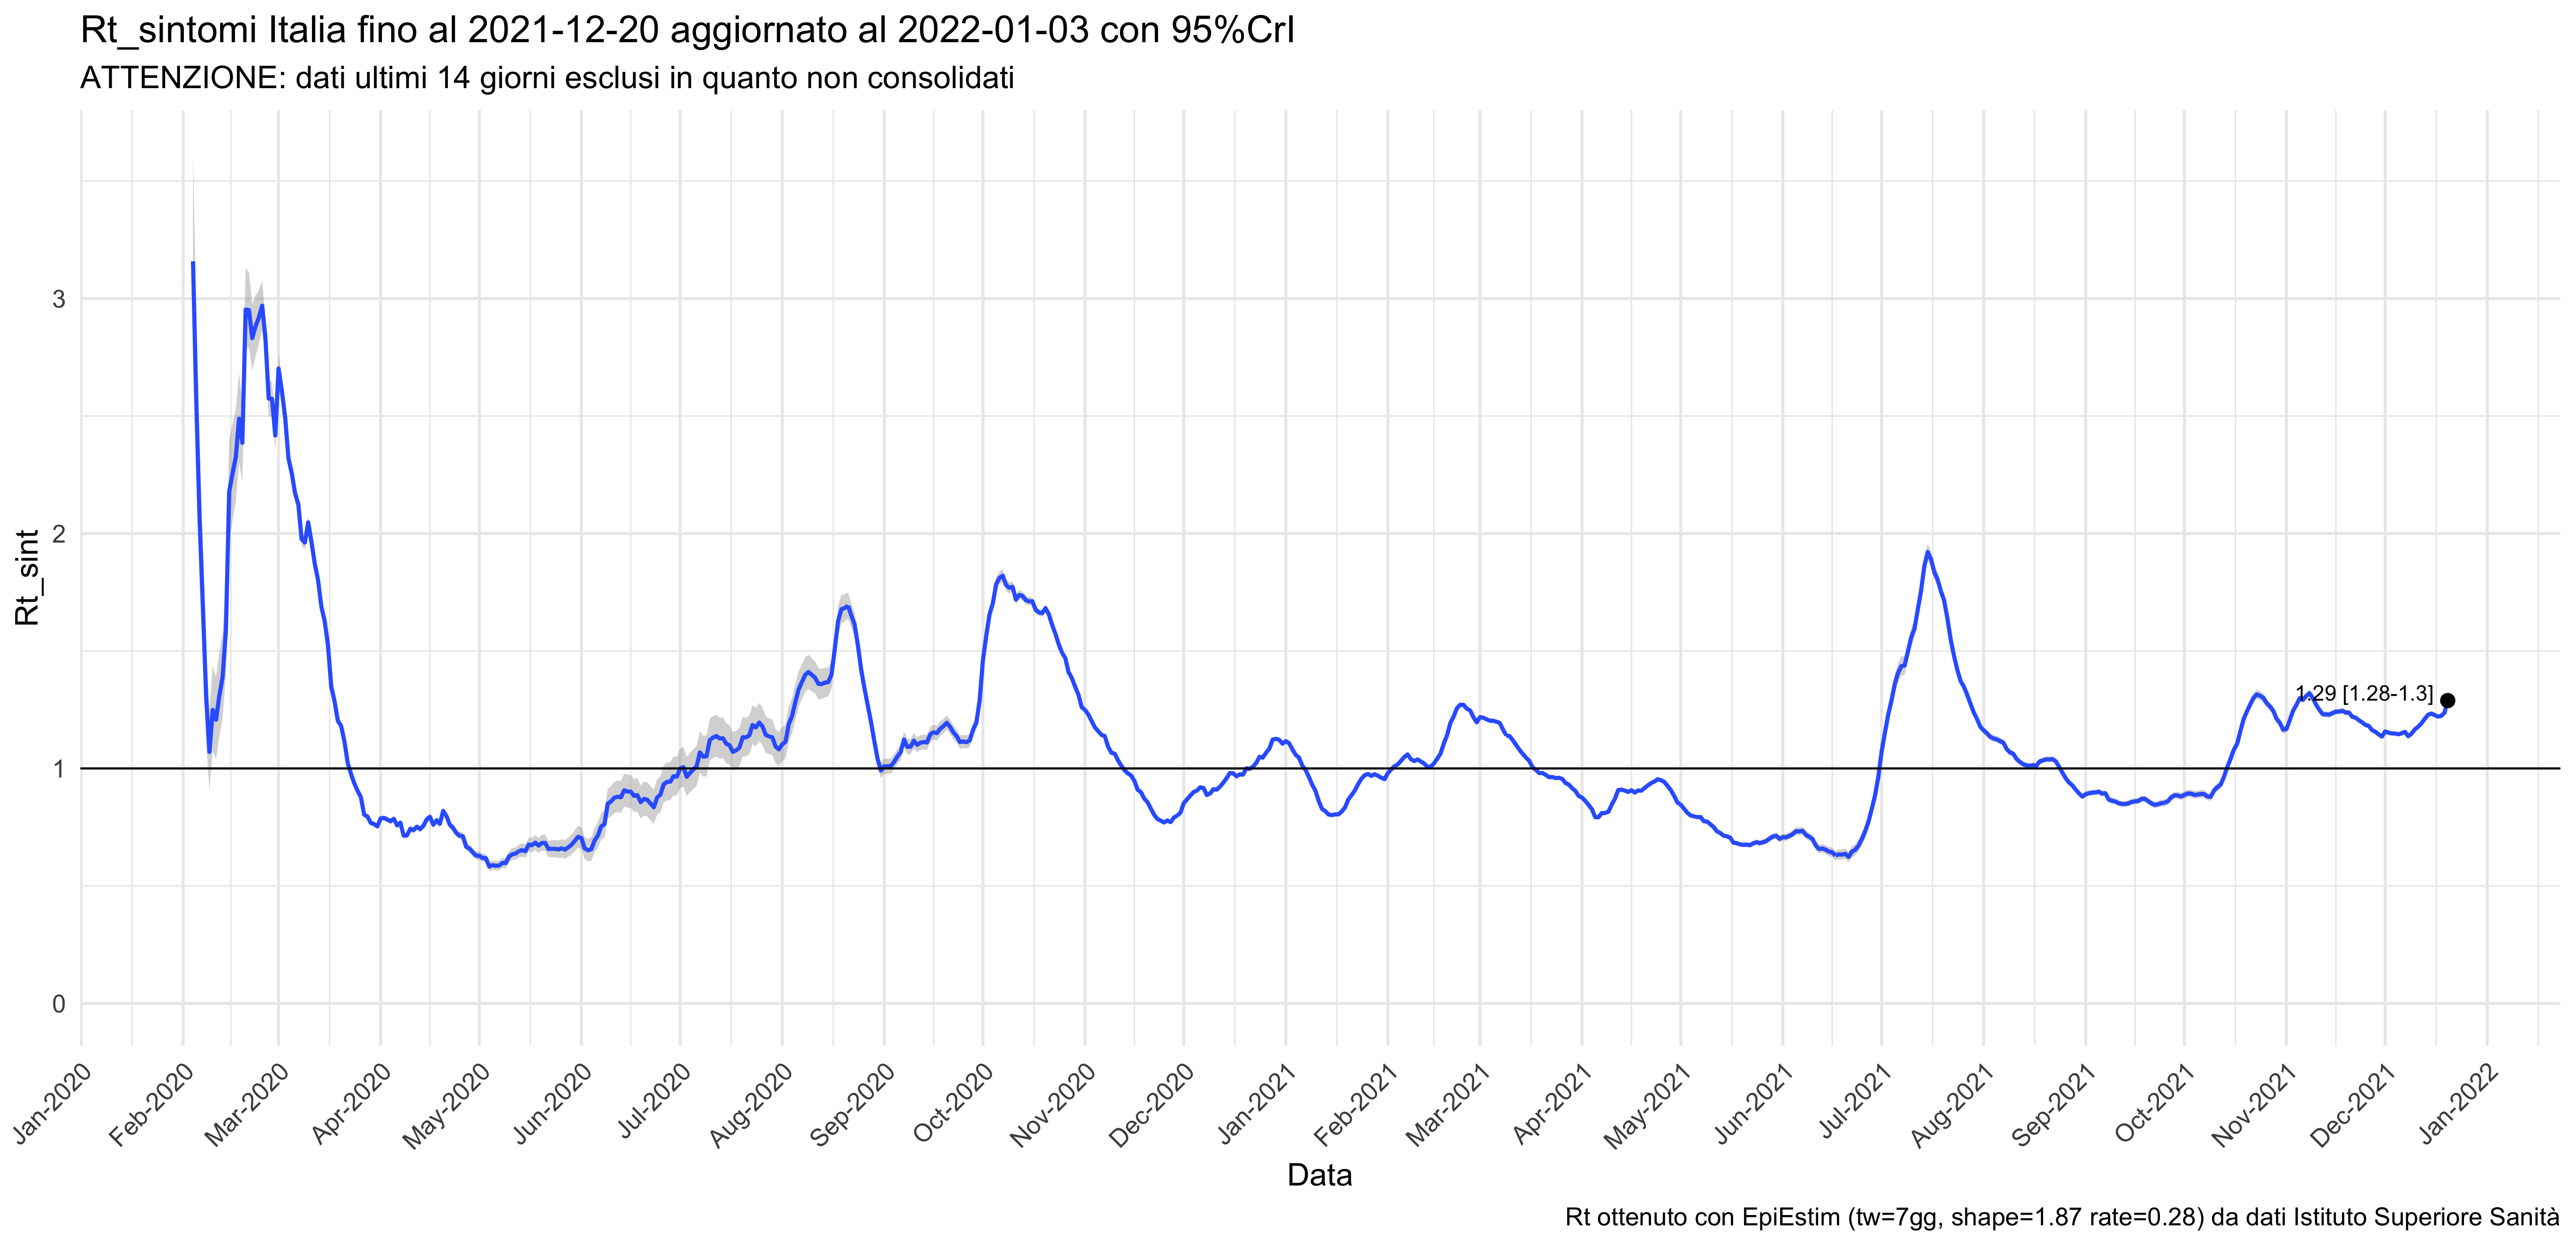 Rt_sintomi Italia fino al 2021-12-20 aggiornato al 2022-01-03 con 95%CrI
ATTENZIONE: dati ultimi 14 giorni esclusi in quanto non consolidati
Rt_sint
3
2
1
0
1.29 [1.28-1.3]
Jan-2020
Feb-2020
Mar-2020
Apr-2020
May-2020
Jun-2020
Jul-2020
Aug-2020
Sep-2020
Oct-2020
Nov-2020
Dec-2020
Jan-2021
Feb-2021
Mar-2021
Apr-2021
May-2021
Jun-2021
Jul-2021
Aug-2021
Sep-2021
Oct-2021
Nov-2021
Dec-2021
Jan-2022
Data
Rt ottenuto con EpiEstim (tw=7gg, shape=1.87 rate=0.28) da dati Istituto Superiore Sanità